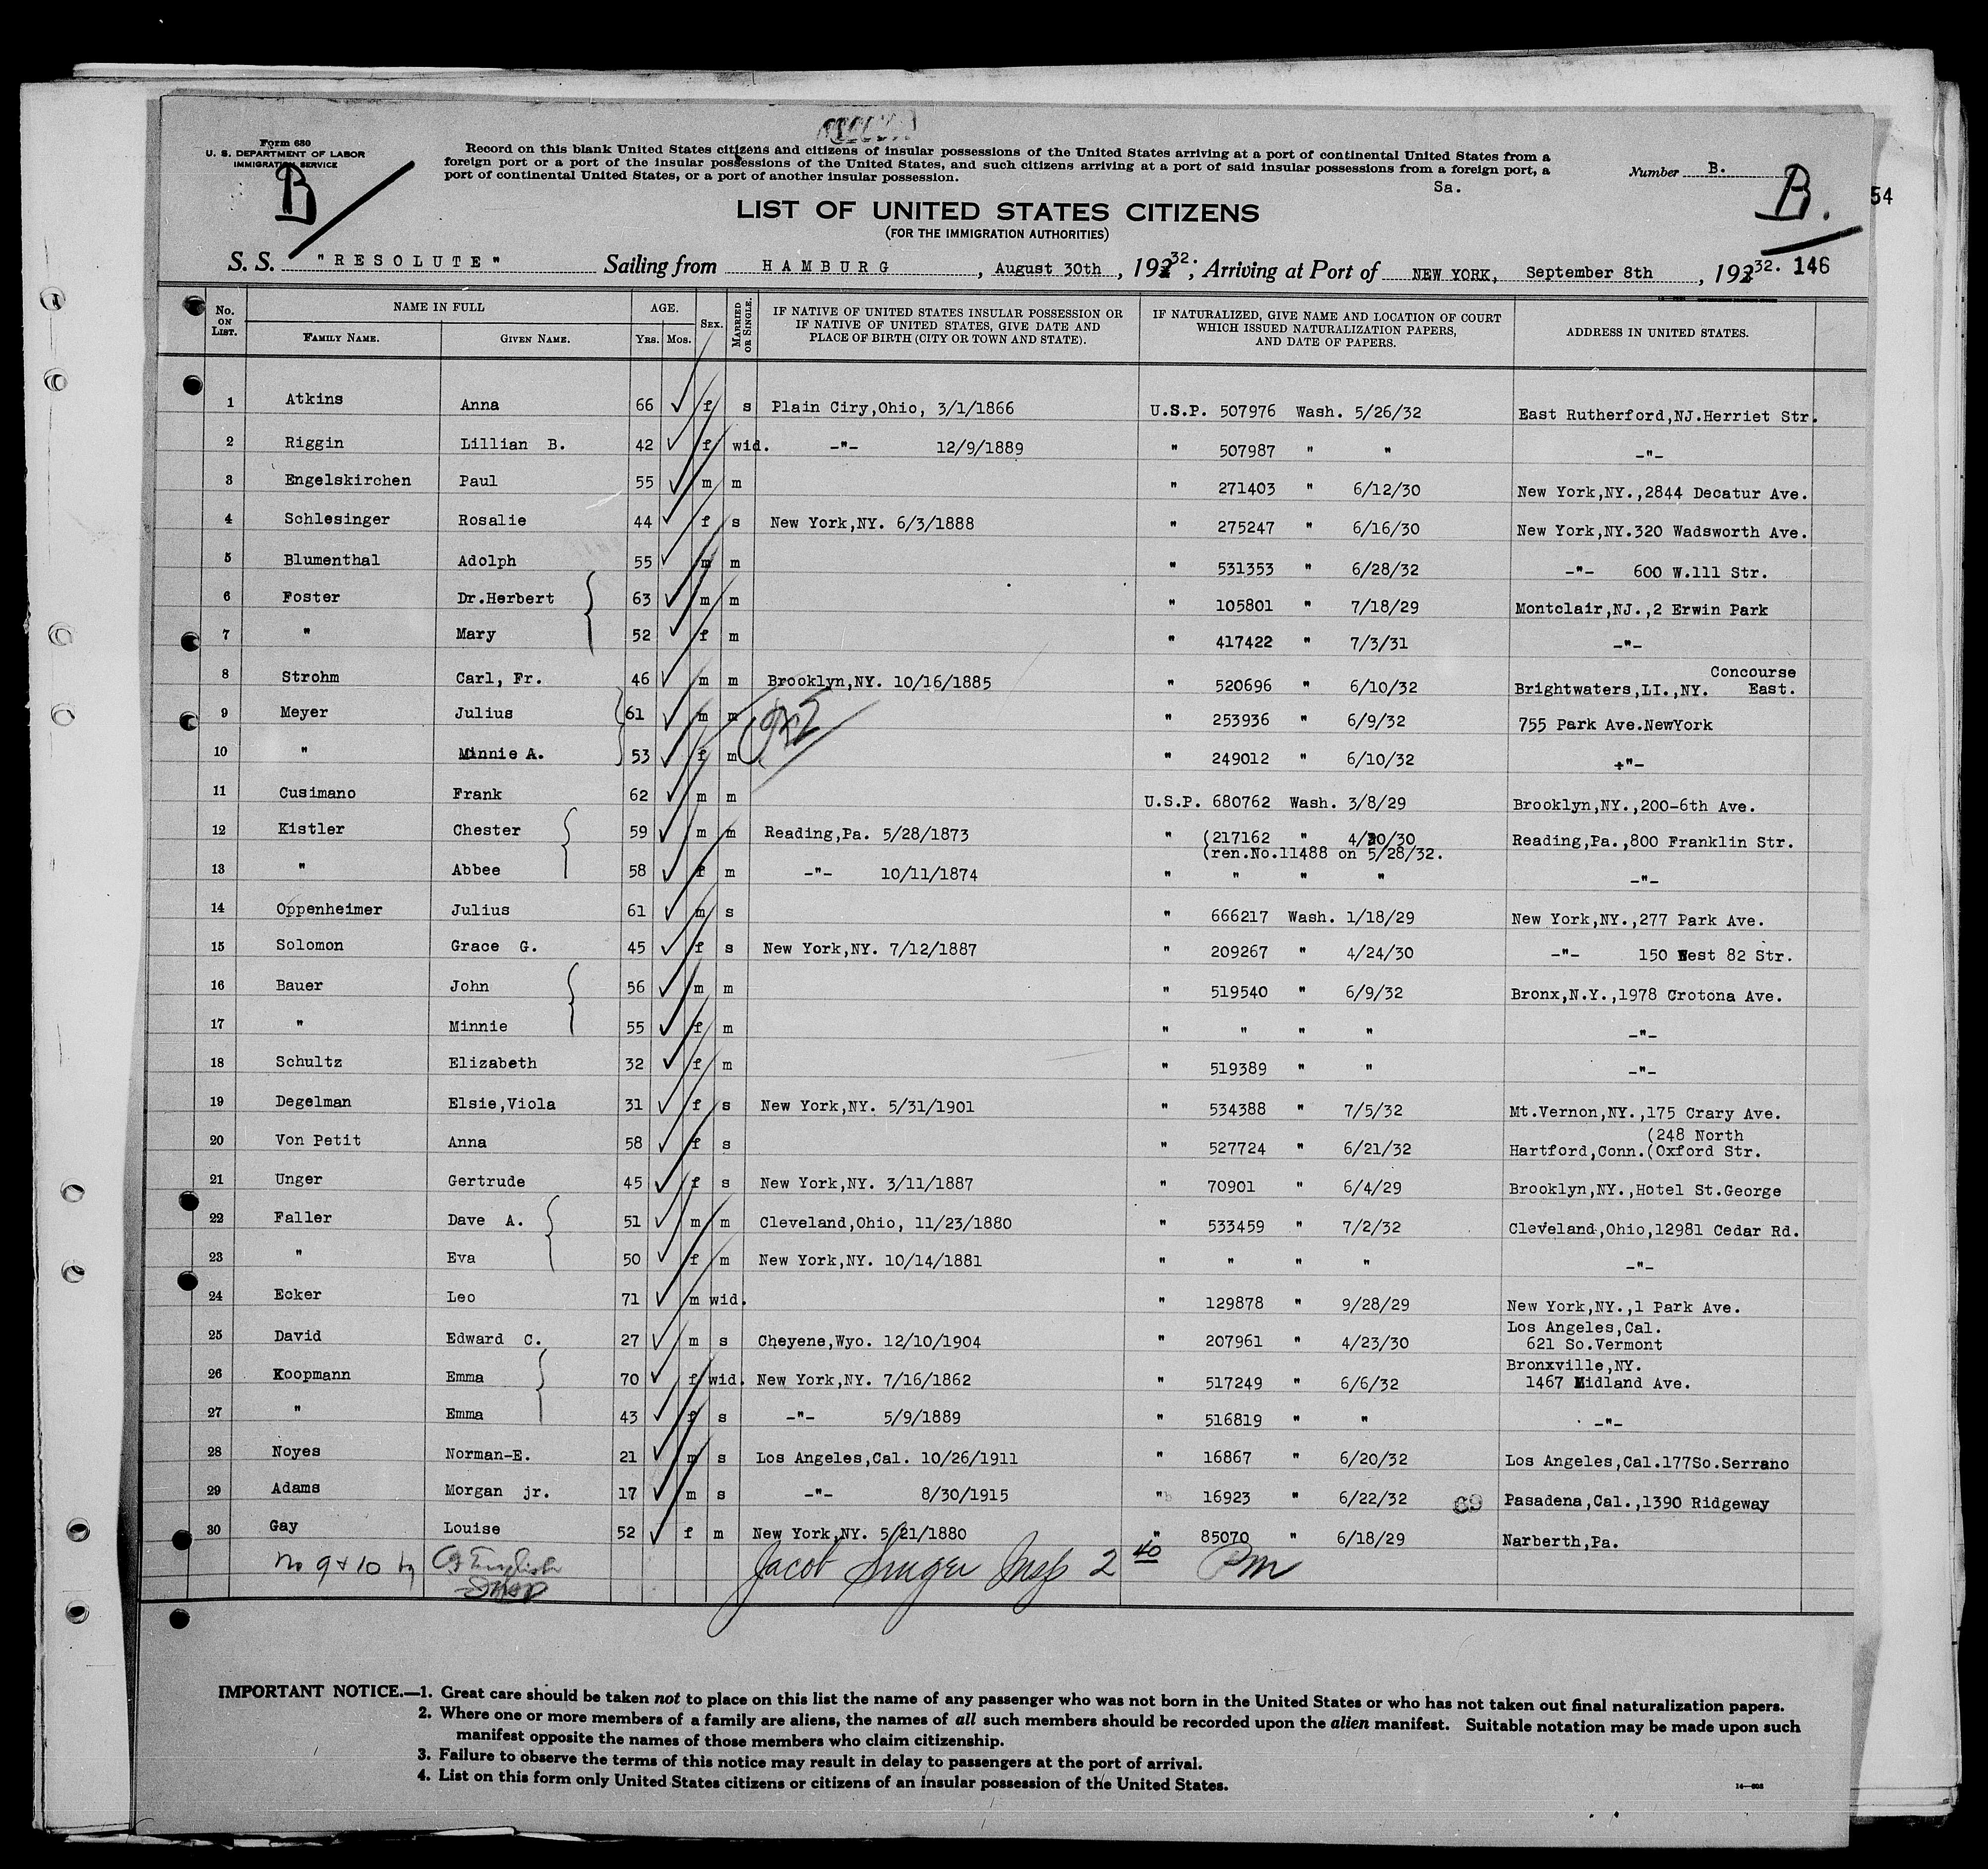 Form 630
U. S. DEPARTMENT OF LABOR
IMMIGRATION SERVICE
B
Record on this blank United States citizens and citizens of insular possessions of the United States arriving at a port of continental United States from a
foreign port or a port of the insular possessions of the United States, and such citizens arriving at a port of said insular possessions from a foreign port, a
port of continental United States, or a port of another insular possession.
Sa.
Number B.
B.
54
LIST OF UNITED STATES CITIZENS
(FOR THE IMMIGRATION AUTHORITIES)
S. S. "RESOLUTE" Sailing from HAMBURG, August 30th, 19232; Arriving at Port of NEW YORK, September 8th, 19232. 146
No. ON LIST. NAME IN FULL FAMILY NAME. GIVEN NAME. AGE. YRS. MOS. SEX. MARRIED OR SINGLE. IF NATIVE OF UNITED STATES INSULAR POSSESSION OR IF NATIVE OF UNITED STATES, GIVE DATE AND PLACE OF BIRTH (CITY OR TOWN AND STATE). IF NATURALIZED, GIVE NAME AND LOCATION OF COURT WHICH ISSUED NATURALIZATION PAPERS, AND DATE OF PAPERS. ADDRESS IN UNITED STATES.
1 Atkins Anna 66 f s Plain Ciry,Ohio, 3/1/1866 U.S.P. 507976 Wash. 5/26/32 East Rutherford,NJ.Herriet Str.
2 Riggin Lillian B. 42 f wid. -"- 12/9/1889 " 507987 " " -"-
3 Engelskirchen Paul 55 m m " 271403 " 6/12/30 New York,NY.,2844 Decatur Ave.
4 Schlesinger Rosalie 44 f s New York,NY. 6/3/1888 " 275247 " 6/16/30 New York,NY.320 Wadsworth Ave.
5 Blumenthal Adolph 55 m m " 531353 " 6/28/32 -"- 600 W.111 Str.
6 Foster Dr.Herbert 63 m m " 105801 " 7/18/29 Montclair,NJ.,2 Erwin Park
7 " Mary 52 f m " 417422 " 7/3/31 -"-
8 Strohm Carl, Fr. 46 m m Brooklyn,NY. 10/16/1885 " 520696 " 6/10/32 Brightwaters,LI.,NY. Concourse East.
9 Meyer Julius 61 m m " 253936 " 6/9/32 755 Park Ave.NewYork
10 " Minnie A. 53 f m " 249012 " 6/10/32 +"-
11 Cusimano Frank 62 m m U.S.P. 680762 Wash. 3/8/29 Brooklyn,NY.,200-6th Ave.
12 Kistler Chester 59 m m Reading,Pa. 5/28/1873 " (217162 " 4/30/30 Reading,Pa.,800 Franklin Str.
(ren.No.11488 on 5/28/32.
13 " Abbee 58 f m -"- 10/11/1874 " " " " -"-
14 Oppenheimer Julius 61 m s " 666217 Wash. 1/18/29 New York,NY.,277 Park Ave.
15 Solomon Grace G. 45 f s New York,NY. 7/12/1887 " 209267 " 4/24/30 -"- 150 West 82 Str.
16 Bauer John 56 m m " 519540 " 6/9/32 Bronx,N.Y.,1978 Crotona Ave.
17 " Minnie 55 f m " " " " -"-
18 Schultz Elizabeth 32 f m " 519389 " " -"-
19 Degelman Elsie,Viola 31 f s New York,NY. 5/31/1901 " 534388 " 7/5/32 Mt.Vernon,NY.,175 Crary Ave.
20 Von Petit Anna 58 f s " 527724 " 6/21/32 Hartford,Conn.(248 North (Oxford Str.
21 Unger Gertrude 45 f s New York,NY. 3/11/1887 " 70901 " 6/4/29 Brooklyn,NY.,Hotel St.George
22 Faller Dave A. 51 m m Cleveland,Ohio, 11/23/1880 " 533459 " 7/2/32 Cleveland,Ohio,12981 Cedar Rd.
23 " Eva 50 f m New York,NY. 10/14/1881 " " " " -"-
24 Ecker Leo 71 m wid. " 129878 " 9/28/29 New York,NY.,1 Park Ave.
25 David Edward C. 27 m s Cheyene,Wyo. 12/10/1904 " 207961 " 4/23/30 Los Angeles,Cal. 621 So.Vermont
26 Koopmann Emma 70 f wid. New York,NY. 7/16/1862 " 517249 " 6/6/32 Bronxville,NY. 1467 Midland Ave.
27 " Emma 43 f s -"- 5/9/1889 " 516819 " " -"-
28 Noyes Norman-E. 21 m s Los Angeles,Cal. 10/26/1911 " 16867 " 6/20/32 Los Angeles,Cal.177So.Serrano
29 Adams Morgan jr. 17 m s -"- 8/30/1915 " 16923 " 6/22/32 Pasadena,Cal.,1390 Ridgeway
30 Gay Louise 52 f m New York,NY. 5/21/1880 " 85070 " 6/18/29 Narberth,Pa.
No 9 + 10 by English Insp Jacob Singer Insp 2 40 Pm
IMPORTANT NOTICE.—1. Great care should be taken not to place on this list the name of any passenger who was not born in the United States or who has not taken out final naturalization papers.
2. Where one or more members of a family are aliens, the names of all such members should be recorded upon the alien manifest. Suitable notation may be made upon such
manifest opposite the names of those members who claim citizenship.
3. Failure to observe the terms of this notice may result in delay to passengers at the port of arrival.
4. List on this form only United States citizens or citizens of an insular possession of the United States.